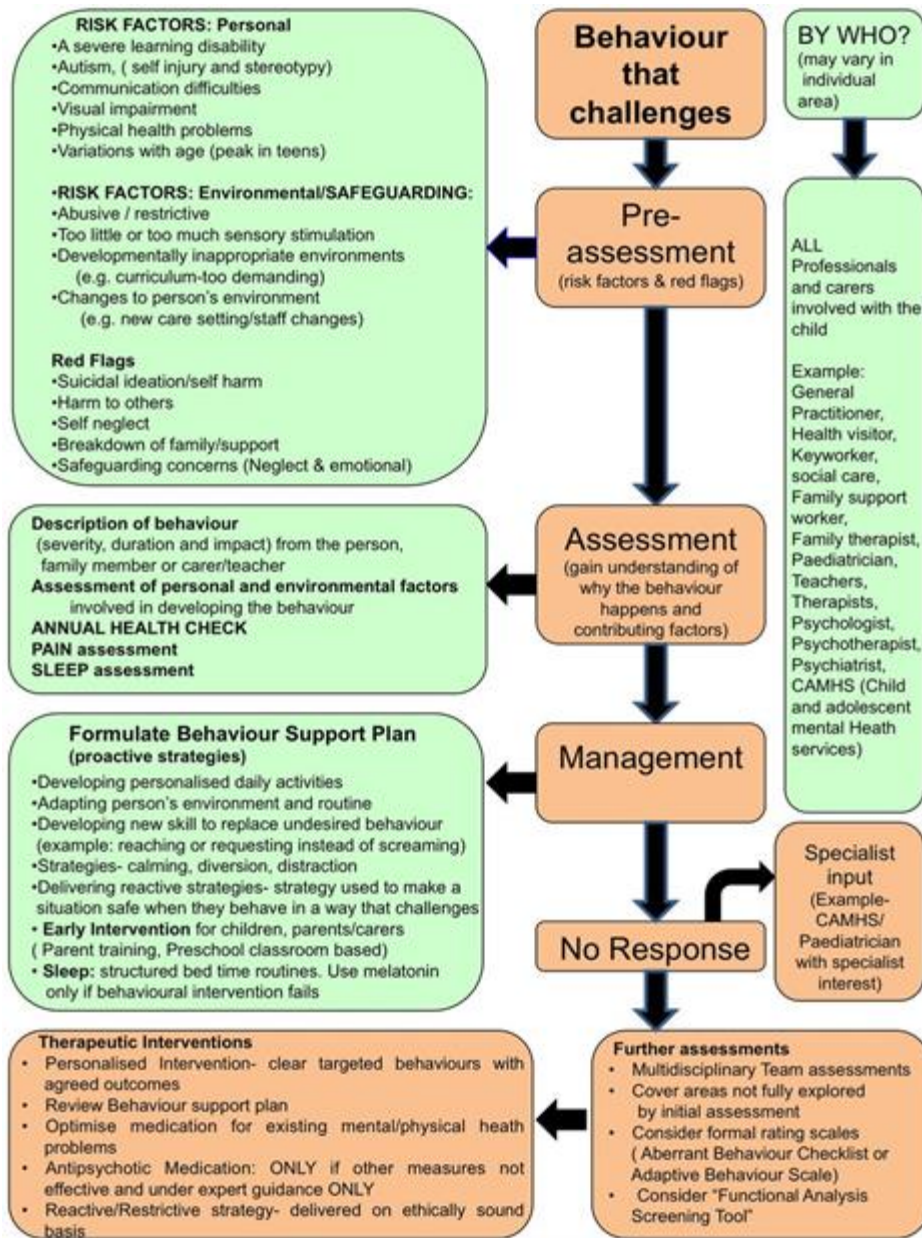 RISK FACTORS: Personal
•A severe learning disability
•Autism, ( self injury and stereotypy)
•Communication difficulties
•Visual impairment
•Physical health problems
•Variations with age (peak in teens)
•RISK FACTORS: Environmental/SAFEGUARDING:
•Abusive / restrictive
•Too little or too much sensory stimulation
•Developmentally inappropriate environments
(e.g. curriculum-too demanding)
•Changes to person's environment
(e.g. new care setting/staff changes)
Red Flags
•Suicidal ideation/self harm
•Harm to others
•Self neglect
•Breakdown of family/support
•Safeguarding concerns (Neglect & emotional)
Behaviour
that
challenges
BY WHO?
(may vary in
individual
area)
Pre-
assessment
(risk factors & red flags)
ALL
Professionals
and carers
involved with the
child
Example:
General
Practitioner,
Health visitor,
Keyworker,
social care,
Family support
worker,
Family therapist,
Paediatrician,
Teachers,
Therapists,
Psychologist,
Psychotherapist,
Psychiatrist,
CAMHS (Child
and adolescent
mental Heath
services)
Description of behaviour
(severity, duration and impact) from the person,
family member or carer/teacher
Assessment of personal and environmental factors
involved in developing the behaviour
ANNUAL HEALTH CHECK
PAIN assessment
SLEEP assessment
Assessment
(gain understanding of
why the behaviour
happens and
contributing factors)
Formulate Behaviour Support Plan
(proactive strategies)
•Developing personalised daily activities
•Adapting person's environment and routine
•Developing new skill to replace undesired behaviour
(example: reaching or requesting instead of screaming)
•Strategies- calming, diversion, distraction
•Delivering reactive strategies- strategy used to make a
situation safe when they behave in a way that challenges
• Early Intervention for children, parents/carers
( Parent training, Preschool classroom based)
• Sleep: structured bed time routines. Use melatonin
only if behavioural intervention fails
Management
No Response
Specialist
input
(Example-
CAMHS/
Paediatrician
with specialist
interest)
Therapeutic Interventions
• Personalised Intervention- clear targeted behaviours with
agreed outcomes
• Review Behaviour support plan
• Optimise medication for existing mental/physical heath
problems
• Antipsychotic Medication: ONLY if other measures not
effective and under expert guidance ONLY
• Reactive/Restrictive strategy- delivered on ethically sound
basis
Further assessments
• Multidisciplinary Team assessments
• Cover areas not fully explored
by initial assessment
• Consider formal rating scales
( Aberrant Behaviour Checklist or
Adaptive Behaviour Scale)
• Consider "Functional Analysis
Screening Tool"